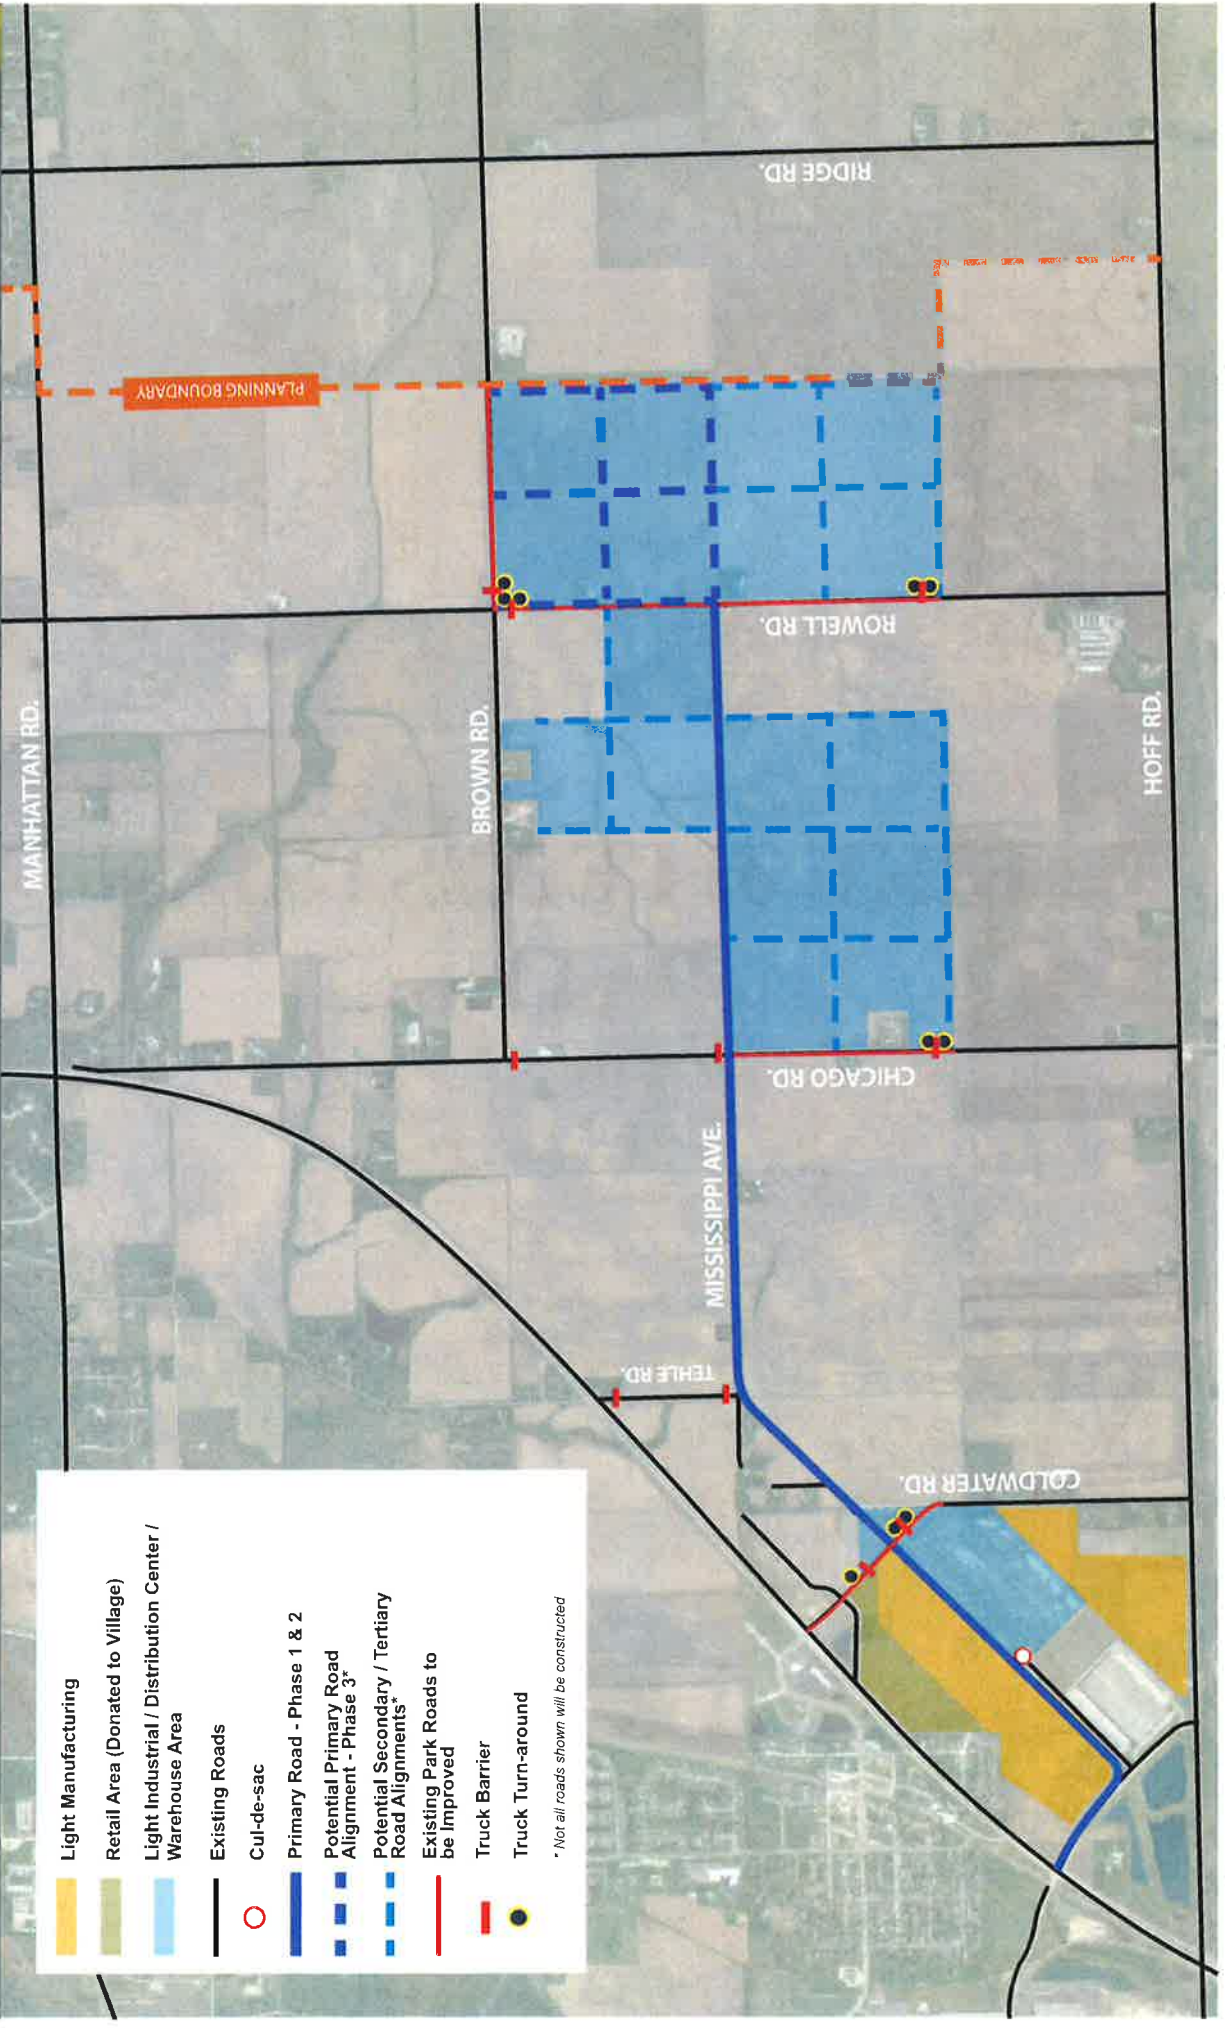 MANHATTAN RD.
BROWN RD.
MISSISSIPPI AVE.
HOFF RD.
TEHLE RD.
COLDWATER RD.
CHICAGO RD.
ROWELL RD.
RIDGE RD.
PLANNING BOUNDARY
Light Manufacturing
Retail Area (Donated to Village)
Light Industrial / Distribution Center /
Warehouse Area
Existing Roads
Cul-de-sac
Primary Road - Phase 1 & 2
Potential Primary Road
Alignment - Phase 3*
Potential Secondary / Tertiary
Road Alignments*
Existing Park Roads to
be Improved
Truck Barrier
Truck Turn-around
* Not all roads shown will be constructed